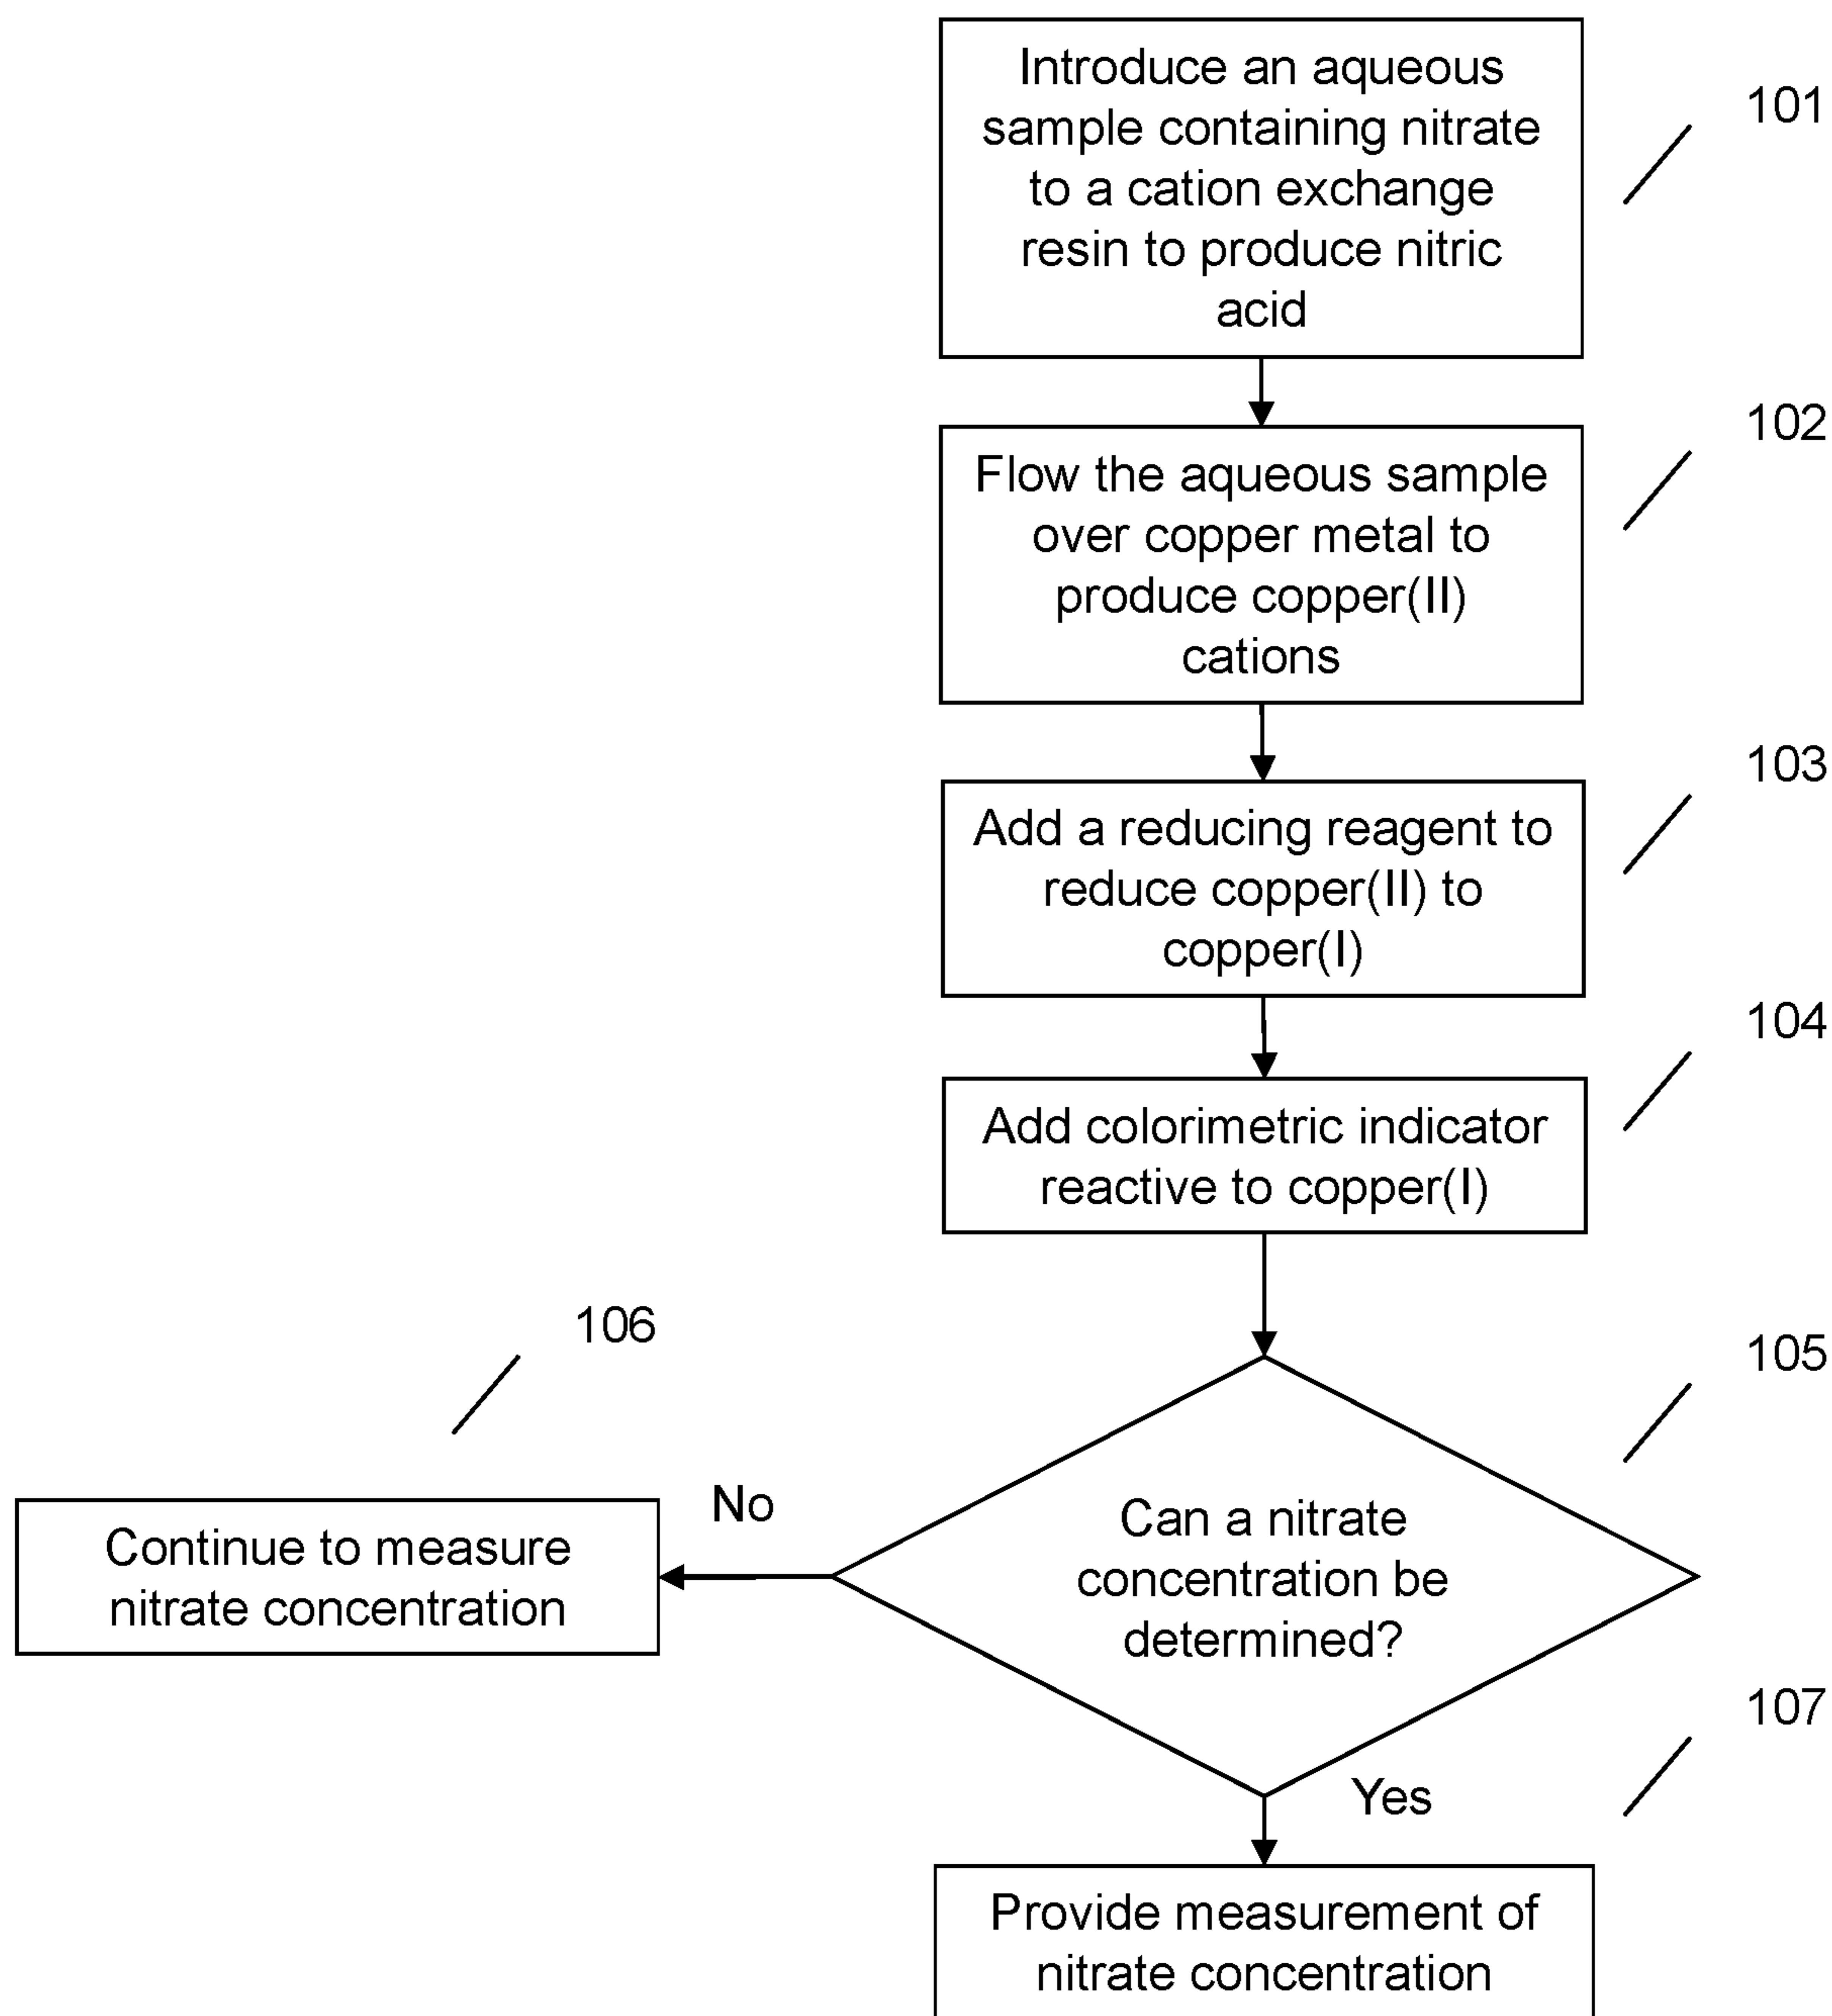 Introduce an aqueous
sample containing nitrate
to a cation exchange
resin to produce nitric
acid
101
Flow the aqueous sample
over copper metal to
produce copper(II)
cations
102
Add a reducing reagent to
reduce copper(II) to
copper(I)
103
Add colorimetric indicator
reactive to copper(I)
104
Can a nitrate
concentration be
determined?
105
No
106
Continue to measure
nitrate concentration
Yes
107
Provide measurement of
nitrate concentration